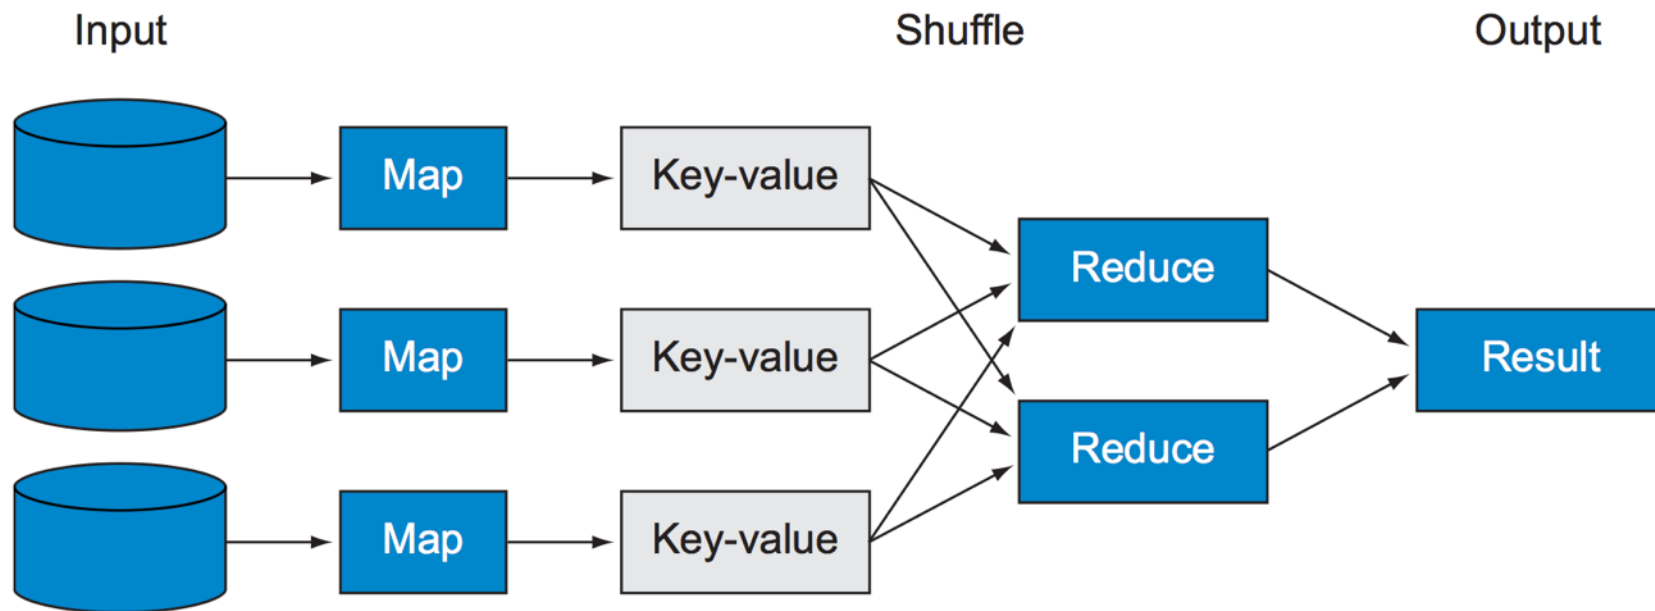 Input
Shuffle
Output
Map
Key-value
Reduce
Map
Key-value
Result
Reduce
Map
Key-value